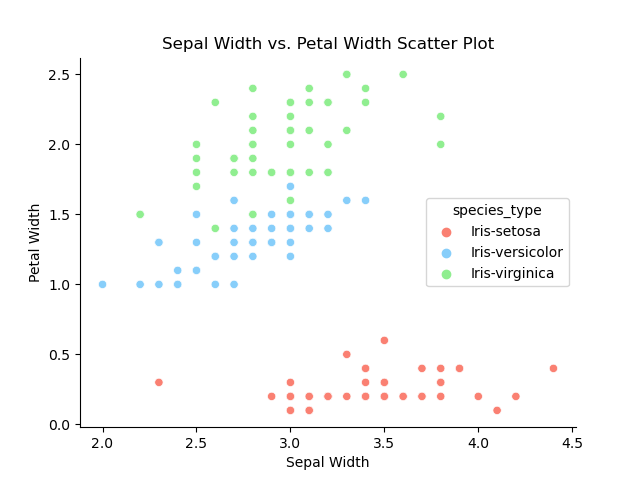 Sepal Width vs. Petal Width Scatter Plot
2.5
2.0
1.5
1.0
0.5
0.0
Petal Width
species_type
Iris-setosa
Iris-versicolor
Iris-virginica
2.0 2.5 3.0 3.5 4.0 4.5
Sepal Width